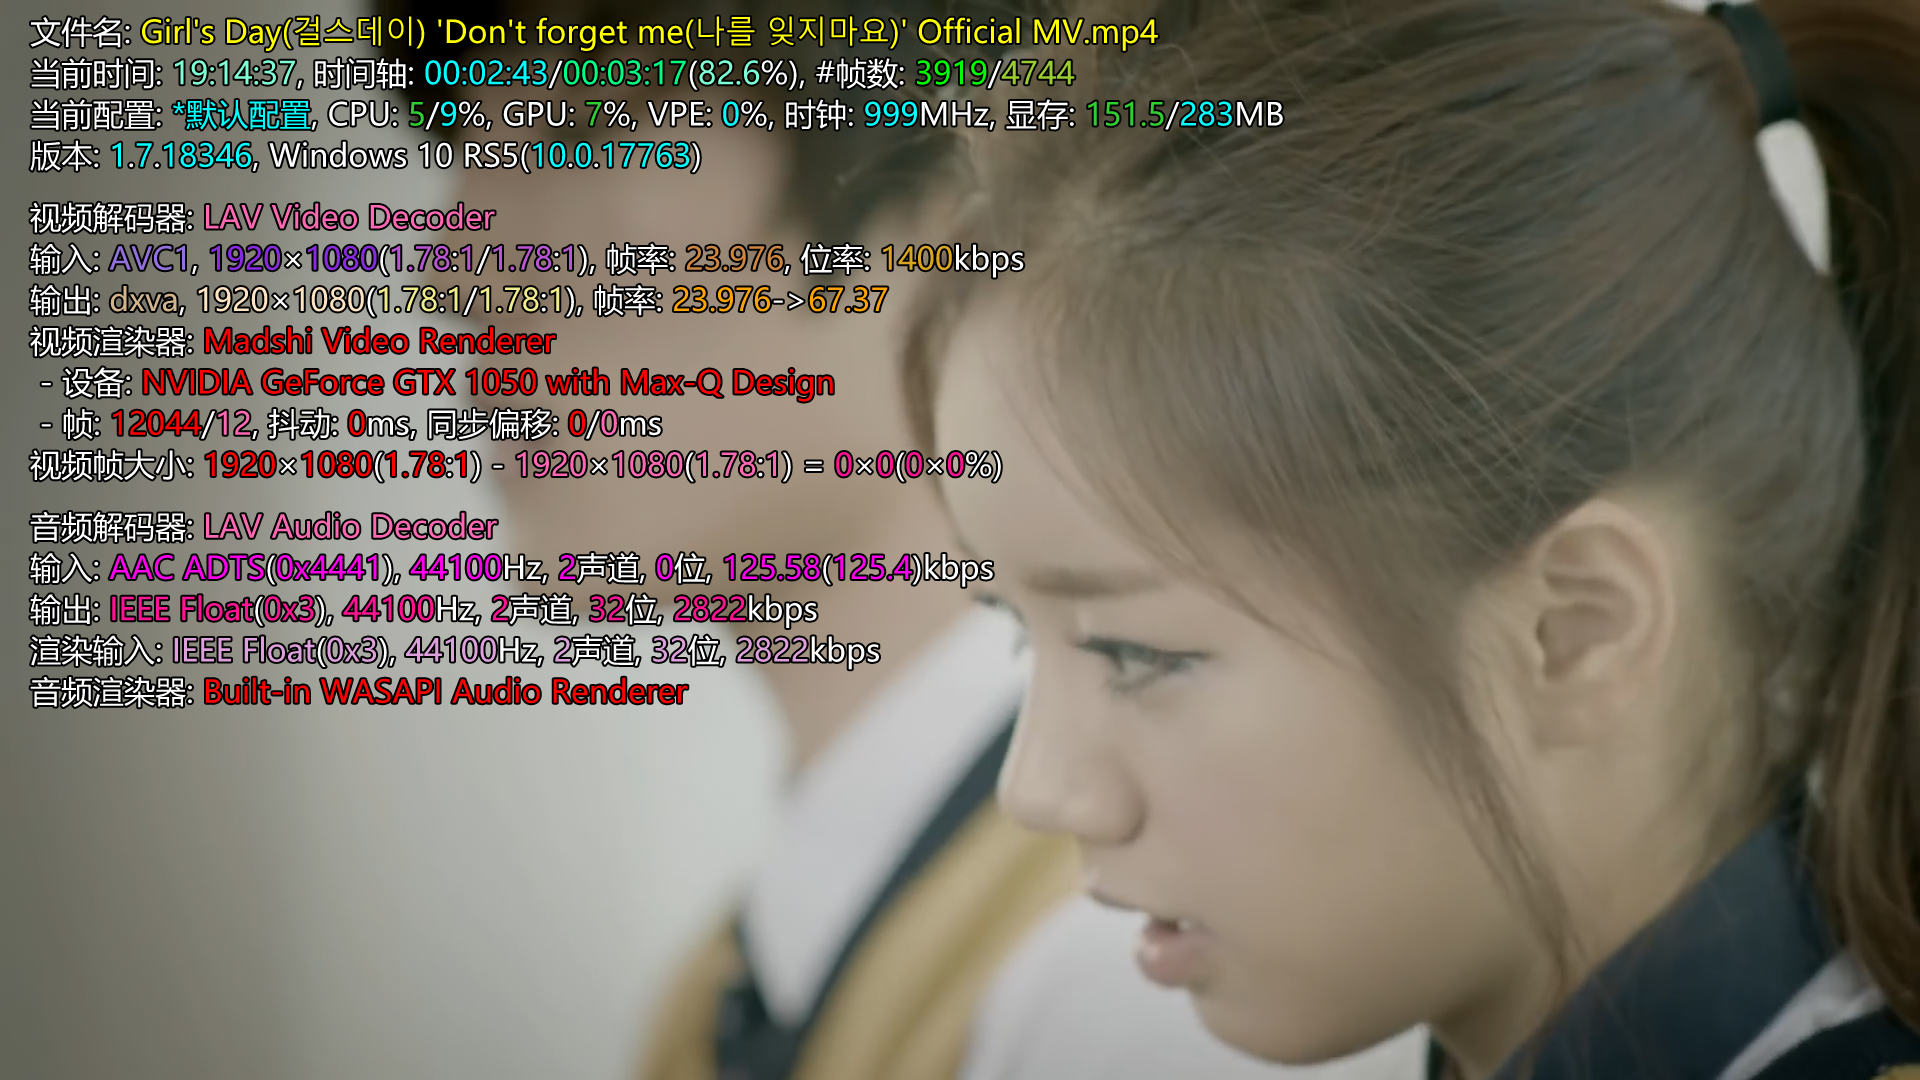 文件名: Girl's Day(걸스데이) 'Don't forget me(나를 잊지마요)' Official MV.mp4
当前时间: 19:14:37, 时间轴: 00:02:43/00:03:17(82.6%), #帧数: 3919/4744
当前配置: *默认配置, CPU: 5/9%, GPU: 7%, VPE: 0%, 时钟: 999MHz, 显存: 151.5/283MB
版本: 1.7.18346, Windows 10 RS5(10.0.17763)
视频解码器: LAV Video Decoder
输入: AVC1, 1920×1080(1.78:1/1.78:1), 帧率: 23.976, 位率: 1400kbps
输出: dxva, 1920×1080(1.78:1/1.78:1), 帧率: 23.976->67.37
视频渲染器: Madshi Video Renderer
- 设备: NVIDIA GeForce GTX 1050 with Max-Q Design
- 帧: 12044/12, 抖动: 0ms, 同步偏移: 0/0ms
视频帧大小: 1920×1080(1.78:1) - 1920×1080(1.78:1) = 0×0(0×0%)
音频解码器: LAV Audio Decoder
输入: AAC ADTS(0x4441), 44100Hz, 2声道, 0位, 125.58(125.4)kbps
输出: IEEE Float(0x3), 44100Hz, 2声道, 32位, 2822kbps
渲染输入: IEEE Float(0x3), 44100Hz, 2声道, 32位, 2822kbps
音频渲染器: Built-in WASAPI Audio Renderer